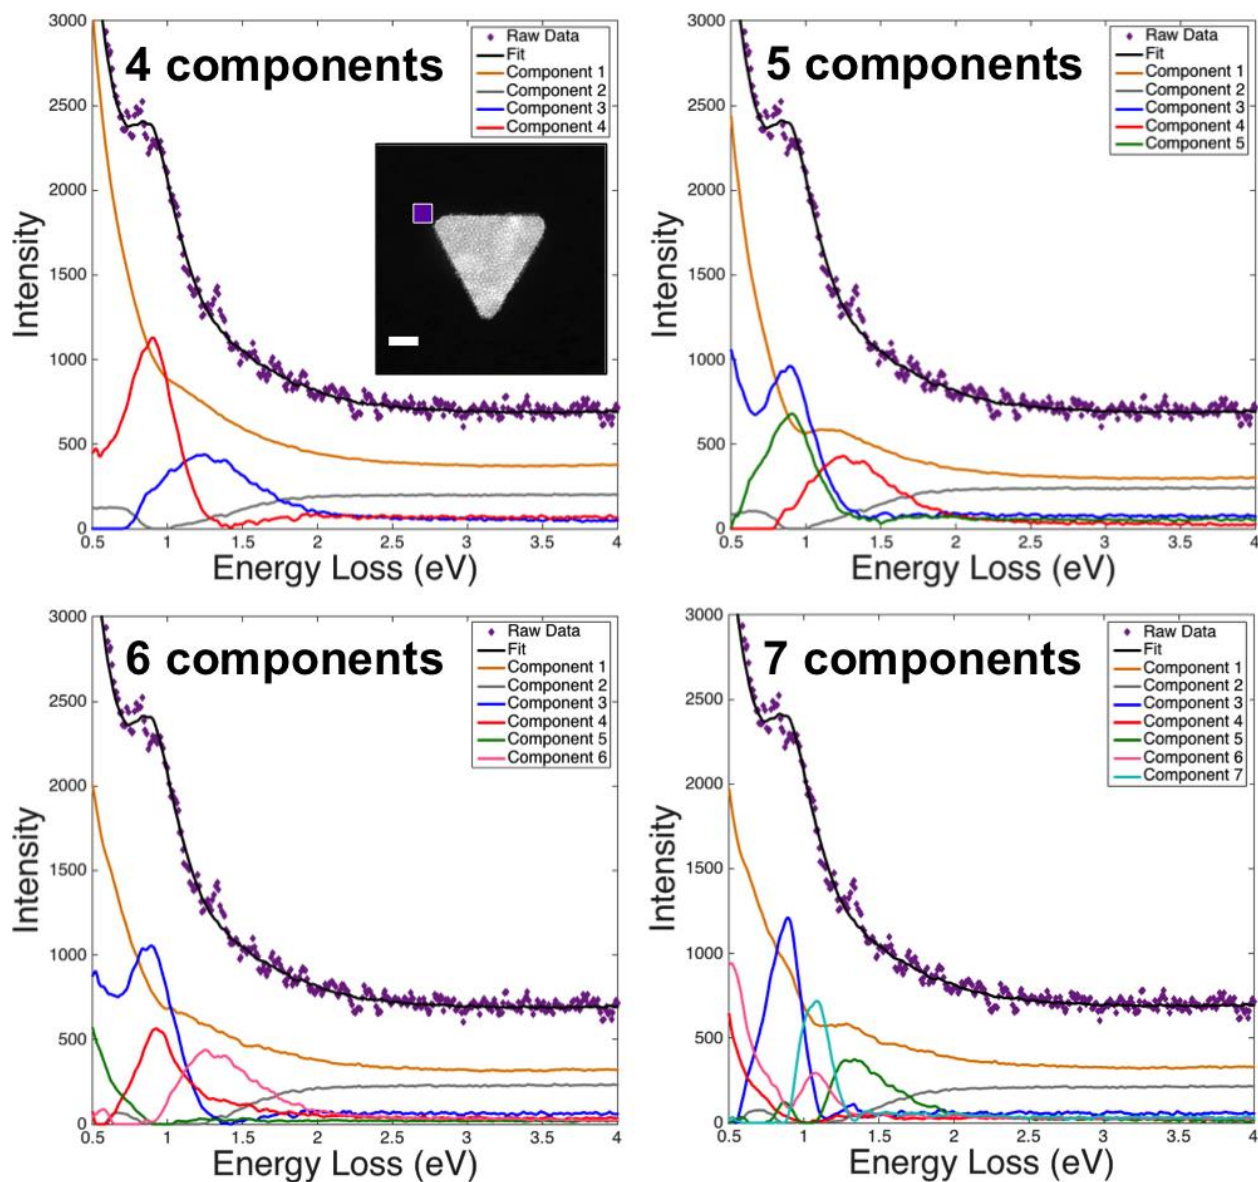 4 components
Raw Data
Fit
Component 1
Component 2
Component 3
Component 4
3000
2500
2000
1500
1000
500
0
Intensity
0.5 1 1.5 2 2.5 3 3.5 4
Energy Loss (eV)
5 components
Raw Data
Fit
Component 1
Component 2
Component 3
Component 4
Component 5
3000
2500
2000
1500
1000
500
0
Intensity
0.5 1 1.5 2 2.5 3 3.5 4
Energy Loss (eV)
6 components
Raw Data
Fit
Component 1
Component 2
Component 3
Component 4
Component 5
Component 6
3000
2500
2000
1500
1000
500
0
Intensity
0.5 1 1.5 2 2.5 3 3.5 4
Energy Loss (eV)
7 components
Raw Data
Fit
Component 1
Component 2
Component 3
Component 4
Component 5
Component 6
Component 7
3000
2500
2000
1500
1000
500
0
Intensity
0.5 1 1.5 2 2.5 3 3.5 4
Energy Loss (eV)